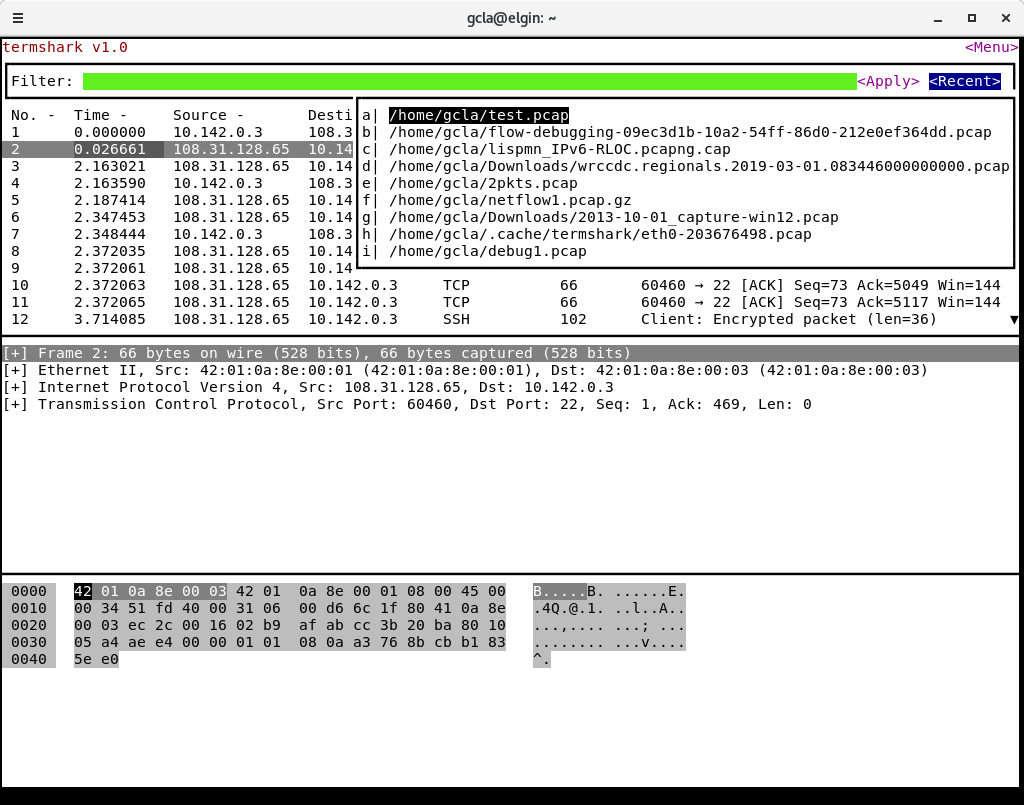 gcla@elgin: ~
termshark v1.0 <Menu>
Filter: <Apply> <Recent>
No. - Time - Source - Desti
a| /home/gcla/test.pcap
1 0.000000 10.142.0.3 108.3
b| /home/gcla/flow-debugging-09ec3d1b-10a2-54ff-86d0-212e0ef364dd.pcap
2 0.026661 108.31.128.65 10.14
c| /home/gcla/lispmn_IPv6-RLOC.pcapng.cap
3 2.163021 108.31.128.65 10.14
d| /home/gcla/Downloads/wrccdc.regionals.2019-03-01.083446000000000.pcap
4 2.163590 10.142.0.3 108.3
e| /home/gcla/2pkts.pcap
5 2.187414 108.31.128.65 10.14
f| /home/gcla/netflow1.pcap.gz
6 2.347453 108.31.128.65 10.14
g| /home/gcla/Downloads/2013-10-01_capture-win12.pcap
7 2.348444 10.142.0.3 108.3
h| /home/gcla/.cache/termshark/eth0-203676498.pcap
8 2.372035 108.31.128.65 10.14
i| /home/gcla/debug1.pcap
9 2.372061 108.31.128.65 10.14
10 2.372063 108.31.128.65 10.142.0.3 TCP 66 60460 → 22 [ACK] Seq=73 Ack=5049 Win=144
11 2.372065 108.31.128.65 10.142.0.3 TCP 66 60460 → 22 [ACK] Seq=73 Ack=5117 Win=144
12 3.714085 108.31.128.65 10.142.0.3 SSH 102 Client: Encrypted packet (len=36)
[+] Frame 2: 66 bytes on wire (528 bits), 66 bytes captured (528 bits)
[+] Ethernet II, Src: 42:01:0a:8e:00:01 (42:01:0a:8e:00:01), Dst: 42:01:0a:8e:00:03 (42:01:0a:8e:00:03)
[+] Internet Protocol Version 4, Src: 108.31.128.65, Dst: 10.142.0.3
[+] Transmission Control Protocol, Src Port: 60460, Dst Port: 22, Seq: 1, Ack: 469, Len: 0
0000 42 01 0a 8e 00 03 42 01 0a 8e 00 01 08 00 45 00 B.....B. ......E.
0010 00 34 51 fd 40 00 31 06 00 d6 6c 1f 80 41 0a 8e .4Q.@.1. ..l..A..
0020 00 03 ec 2c 00 16 02 b9 af ab cc 3b 20 ba 80 10 ...,.... ...; ...
0030 05 a4 ae e4 00 00 01 01 08 0a a3 76 8b cb b1 83 ........ ...v....
0040 5e e0 ^.